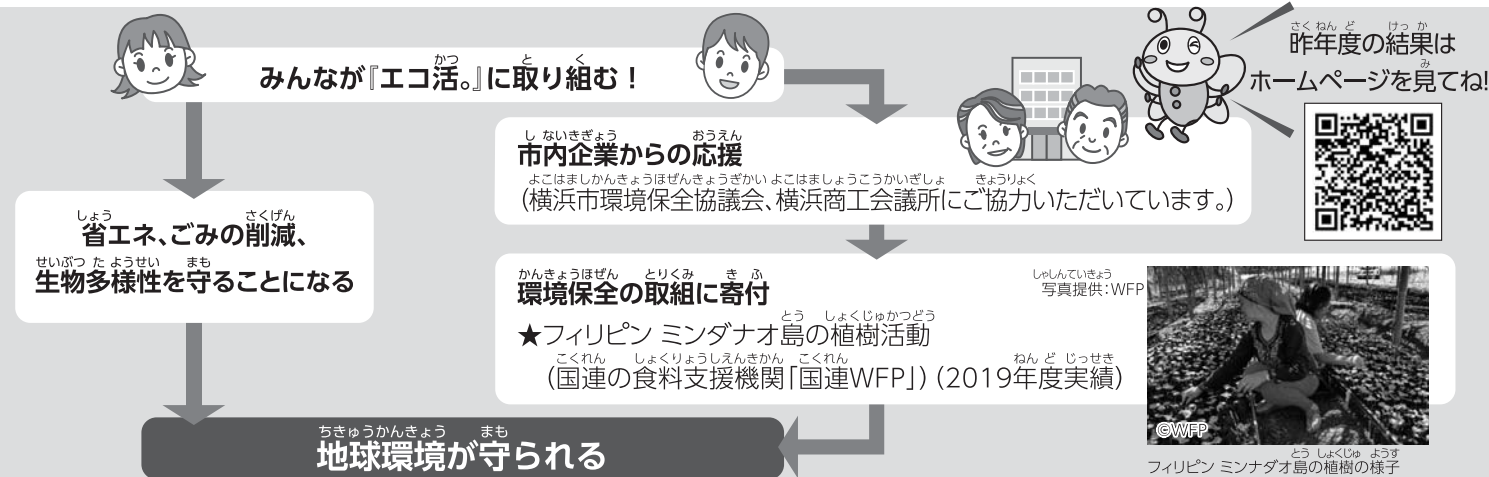 みんなが『エコ活。』に取り組む！
昨年度の結果は
ホームページを見てね!
市内企業からの応援
（横浜市環境保全協議会、横浜商工会議所にご協力いただいています。）
省エネ、ごみの削減、
生物多様性を守ることになる
環境保全の取組に寄付
写真提供：WFP
★フィリピン ミンダナオ島の植樹活動
（国連の食料支援機関「国連WFP」）（2019年度実績）
©WFP
フィリピン ミンナダオ島の植樹の様子
地球環境が守られる